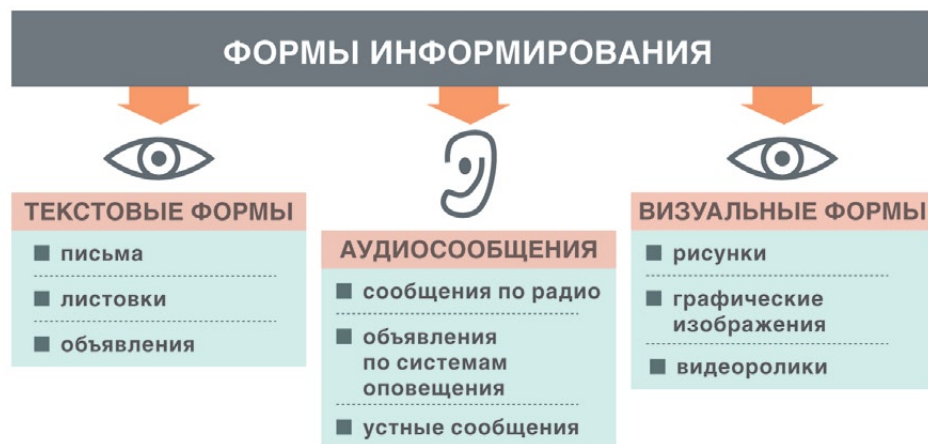 ФОРМЫ ИНФОРМИРОВАНИЯ
ТЕКСТОВЫЕ ФОРМЫ
письма
листовки
объявления
АУДИОСООБЩЕНИЯ
сообщения по радио
объявления
по системам
оповещения
устные сообщения
ВИЗУАЛЬНЫЕ ФОРМЫ
рисунки
графические
изображения
видеоролики